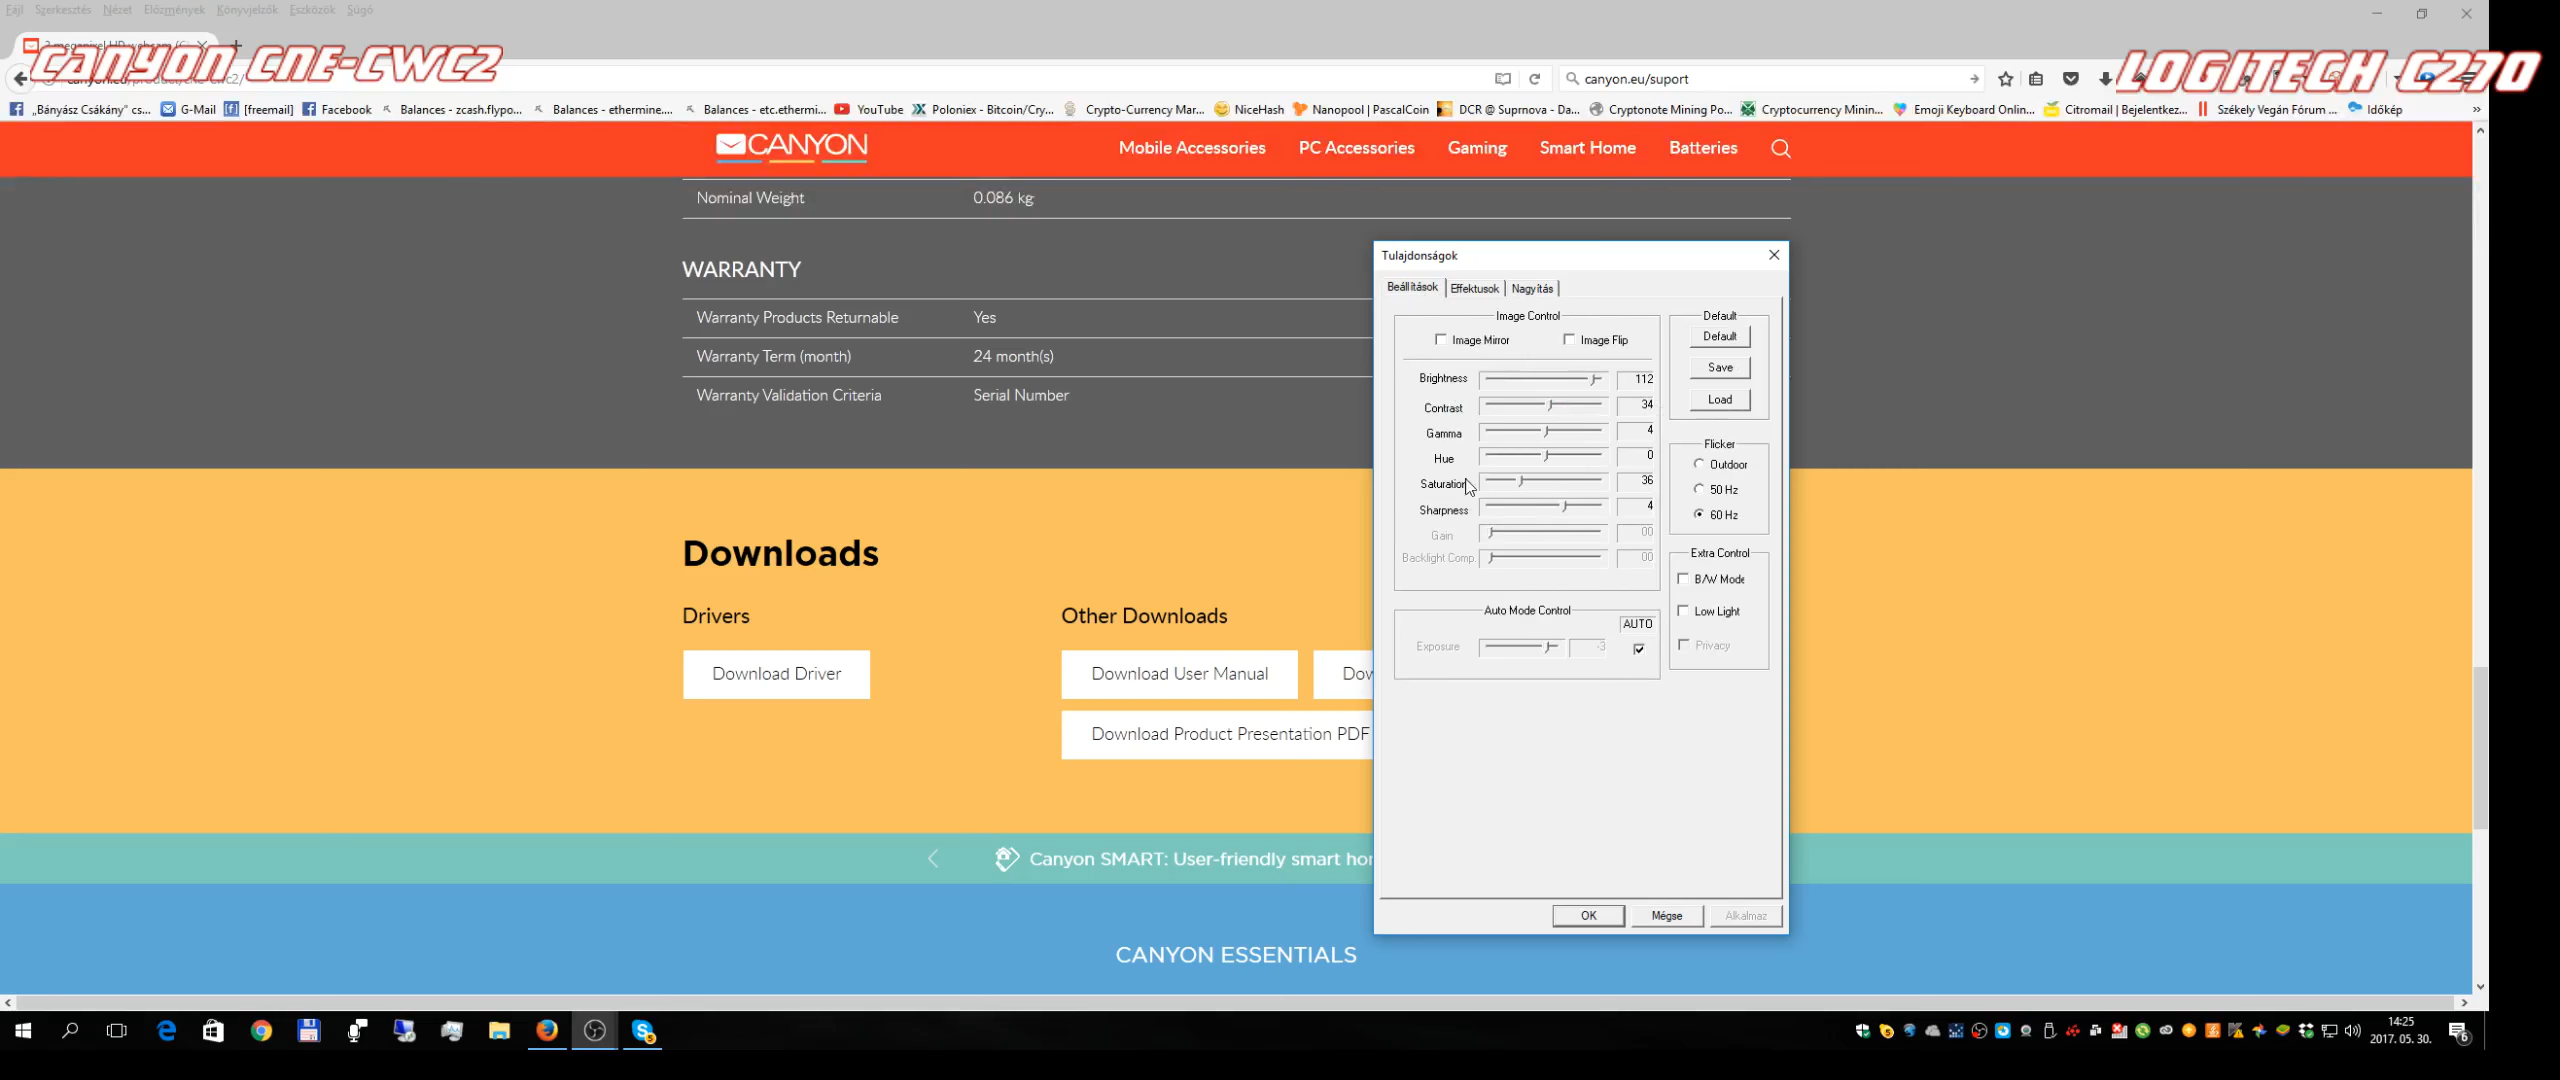 Fájl Szerkesztés Nézet Előzmények Könyvjelzők Eszközök Súgó
CANYON CNE-CWC2
LOGITECH C270
canyon.eu/suport
„Bányász Csákány” cs... G-Mail [freemail] Facebook Balances - zcash.flypo... Balances - ethermine.... Balances - etc.ethermi... YouTube Poloniex - Bitcoin/Cry... Crypto-Currency Mar... NiceHash Nanopool | PascalCoin DCR @ Suprnova - Da... Cryptonote Mining Po... Cryptocurrency Minin... Emoji Keyboard Onlin... Citromail | Bejelentkez... Székely Vegán Fórum ... Időkép
CANYON Mobile Accessories PC Accessories Gaming Smart Home Batteries
Nominal Weight 0.086 kg
WARRANTY
Warranty Products Returnable Yes
Warranty Term (month) 24 month(s)
Warranty Validation Criteria Serial Number
Downloads
Drivers
Download Driver
Other Downloads
Download User Manual
Dow
Download Product Presentation PDF
Canyon SMART: User-friendly smart ho
CANYON ESSENTIALS
Tulajdonságok
Beállítások Effektusok Nagyítás
Image Control
Image Mirror Image Flip
Brightness 112
Contrast 34
Gamma 4
Hue 0
Saturation 36
Sharpness 4
Gain 00
Backlight Comp. 00
Auto Mode Control
AUTO
Exposure -3
Default
Default
Save
Load
Flicker
Outdoor
50 Hz
60 Hz
Extra Control
B/W Mode
Low Light
Privacy
OK Mégse Alkalmaz
14:25
2017. 05. 30.